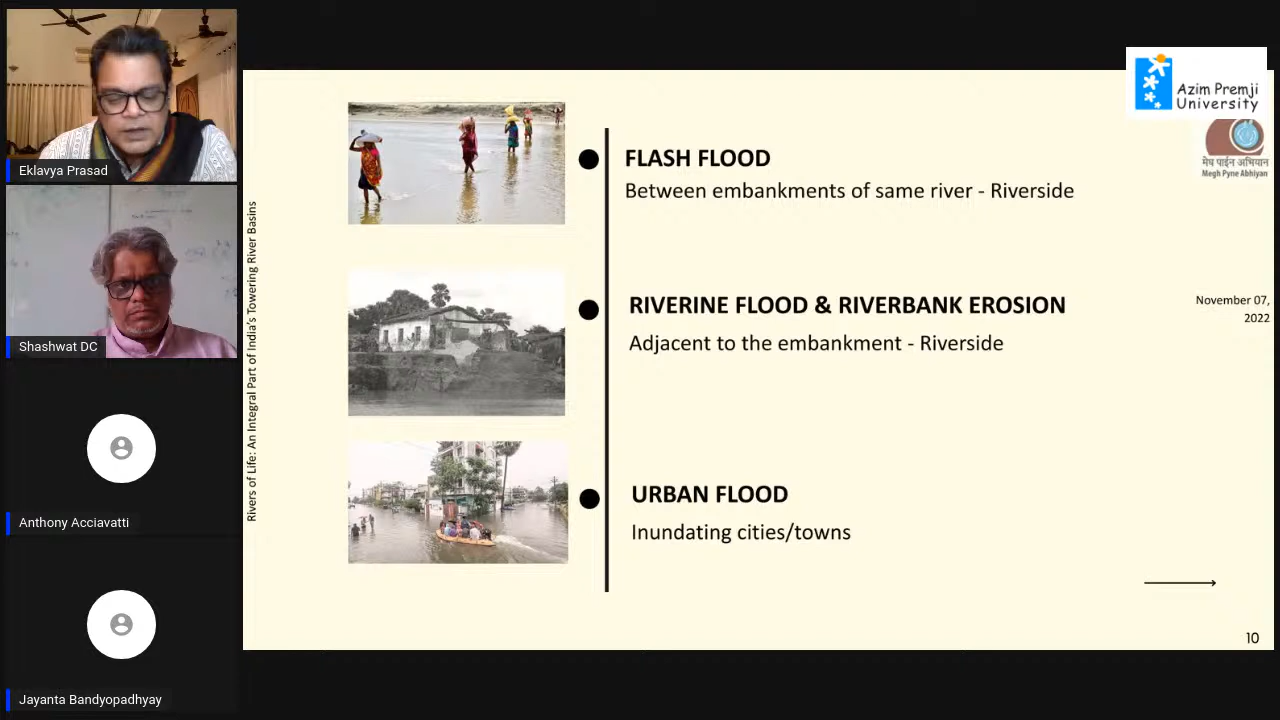 Eklavya Prasad
Shashwat DC
Anthony Acciavatti
Jayanta Bandyopadhyay
Rivers of Life: An Integral Part of India's Towering River Basins
FLASH FLOOD
Between embankments of same river - Riverside
RIVERINE FLOOD & RIVERBANK EROSION
Adjacent to the embankment - Riverside
URBAN FLOOD
Inundating cities/towns
Azim Premji
University
मेघ पाईन अभियान
Megh Pyne Abhiyan
November 07,
2022
10